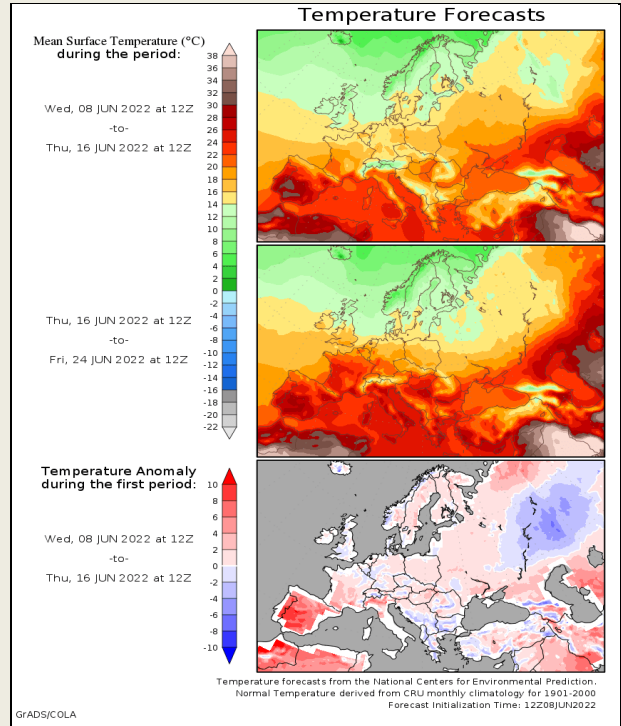 Temperature Forecasts
Mean Surface Temperature (°C)
during the period:
38
36
34
32
30
28
26
24
22
20
18
16
14
12
10
8
6
4
2
0
-2
-4
-6
-8
-10
-12
-14
-16
-18
-20
-22
Wed, 08 JUN 2022 at 12Z
-to-
Thu, 16 JUN 2022 at 12Z
Thu, 16 JUN 2022 at 12Z
-to-
Fri, 24 JUN 2022 at 12Z
Temperature Anomaly
during the first period:
10
8
6
4
2
0
-2
-4
-6
-8
-10
Wed, 08 JUN 2022 at 12Z
-to-
Thu, 16 JUN 2022 at 12Z
Temperature forecasts from the National Centers for Environmental Prediction.
Normal Temperature derived from CRU monthly climatology for 1901-2000
Forecast Initialization Time: 12Z08JUN2022
GrADS/COLA